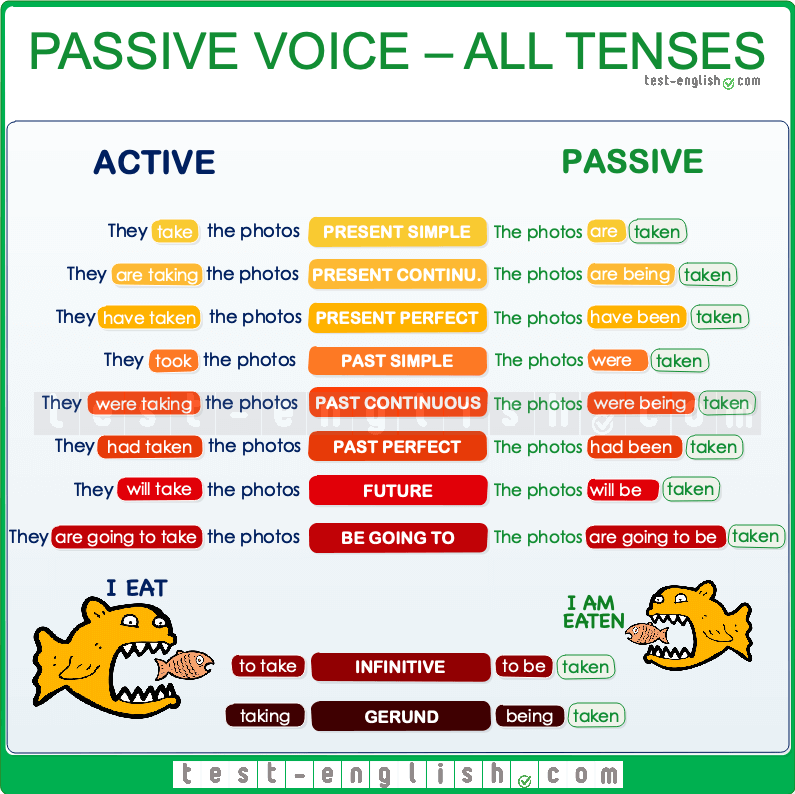 PASSIVE VOICE – ALL TENSES
test-english.com
ACTIVE PASSIVE
They take the photos PRESENT SIMPLE The photos are taken
They are taking the photos PRESENT CONTINU. The photos are being taken
They have taken the photos PRESENT PERFECT The photos have been taken
They took the photos PAST SIMPLE The photos were taken
They were taking the photos PAST CONTINUOUS The photos were being taken
test-english.com
They had taken the photos PAST PERFECT The photos had been taken
They will take the photos FUTURE The photos will be taken
They are going to take the photos BE GOING TO The photos are going to be taken
I EAT
I AM
EATEN
to take INFINITIVE to be taken
taking GERUND being taken
test-english.com